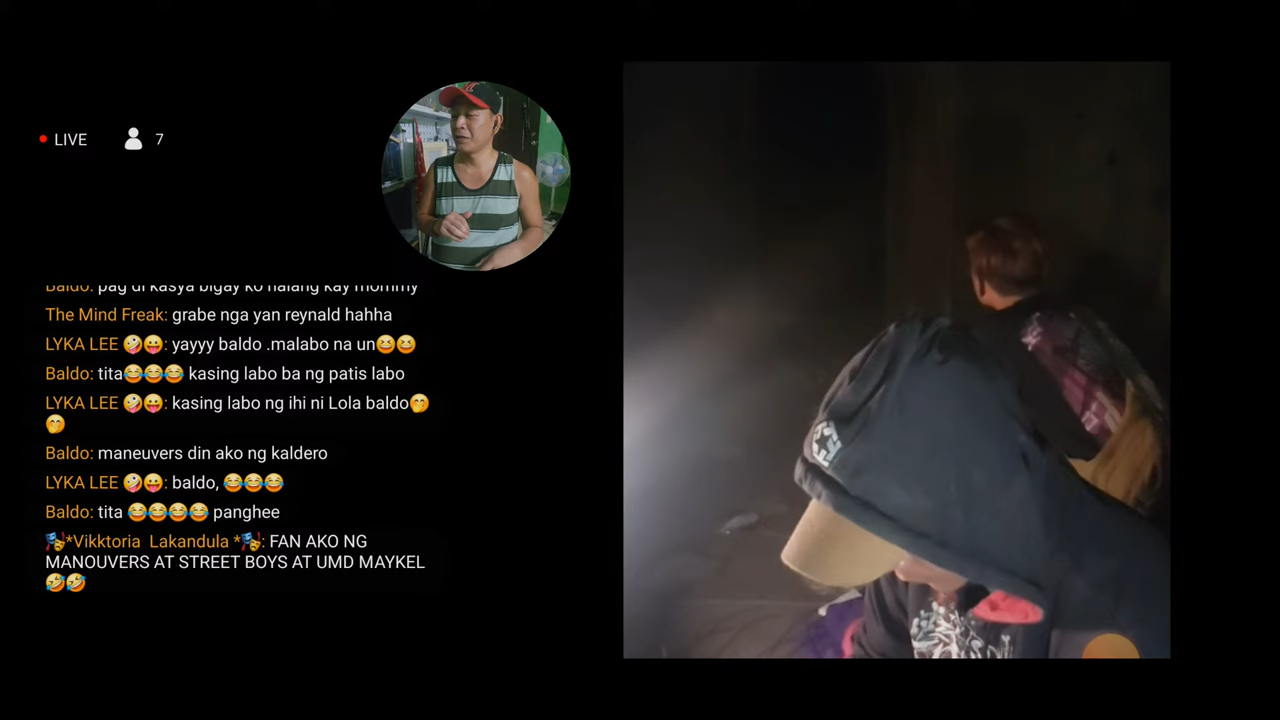 LIVE 7
Baldo: pag di kasya bigay ko nalang kay mommy
The Mind Freak: grabe nga yan reynald hahha
LYKA LEE 🤪😛: yayyy baldo .malabo na un😆😆
Baldo: tita😂😂😂 kasing labo ba ng patis labo
LYKA LEE 🤪😛: kasing labo ng ihi ni Lola baldo🤭
🤭
Baldo: maneuvers din ako ng kaldero
LYKA LEE 🤪😛: baldo, 😂😂😂
Baldo: tita 😂😂😂😂 panghee
🎭*Vikktoria Lakandula *🎭: FAN AKO NG
MANOUVERS AT STREET BOYS AT UMD MAYKEL
🤣🤣